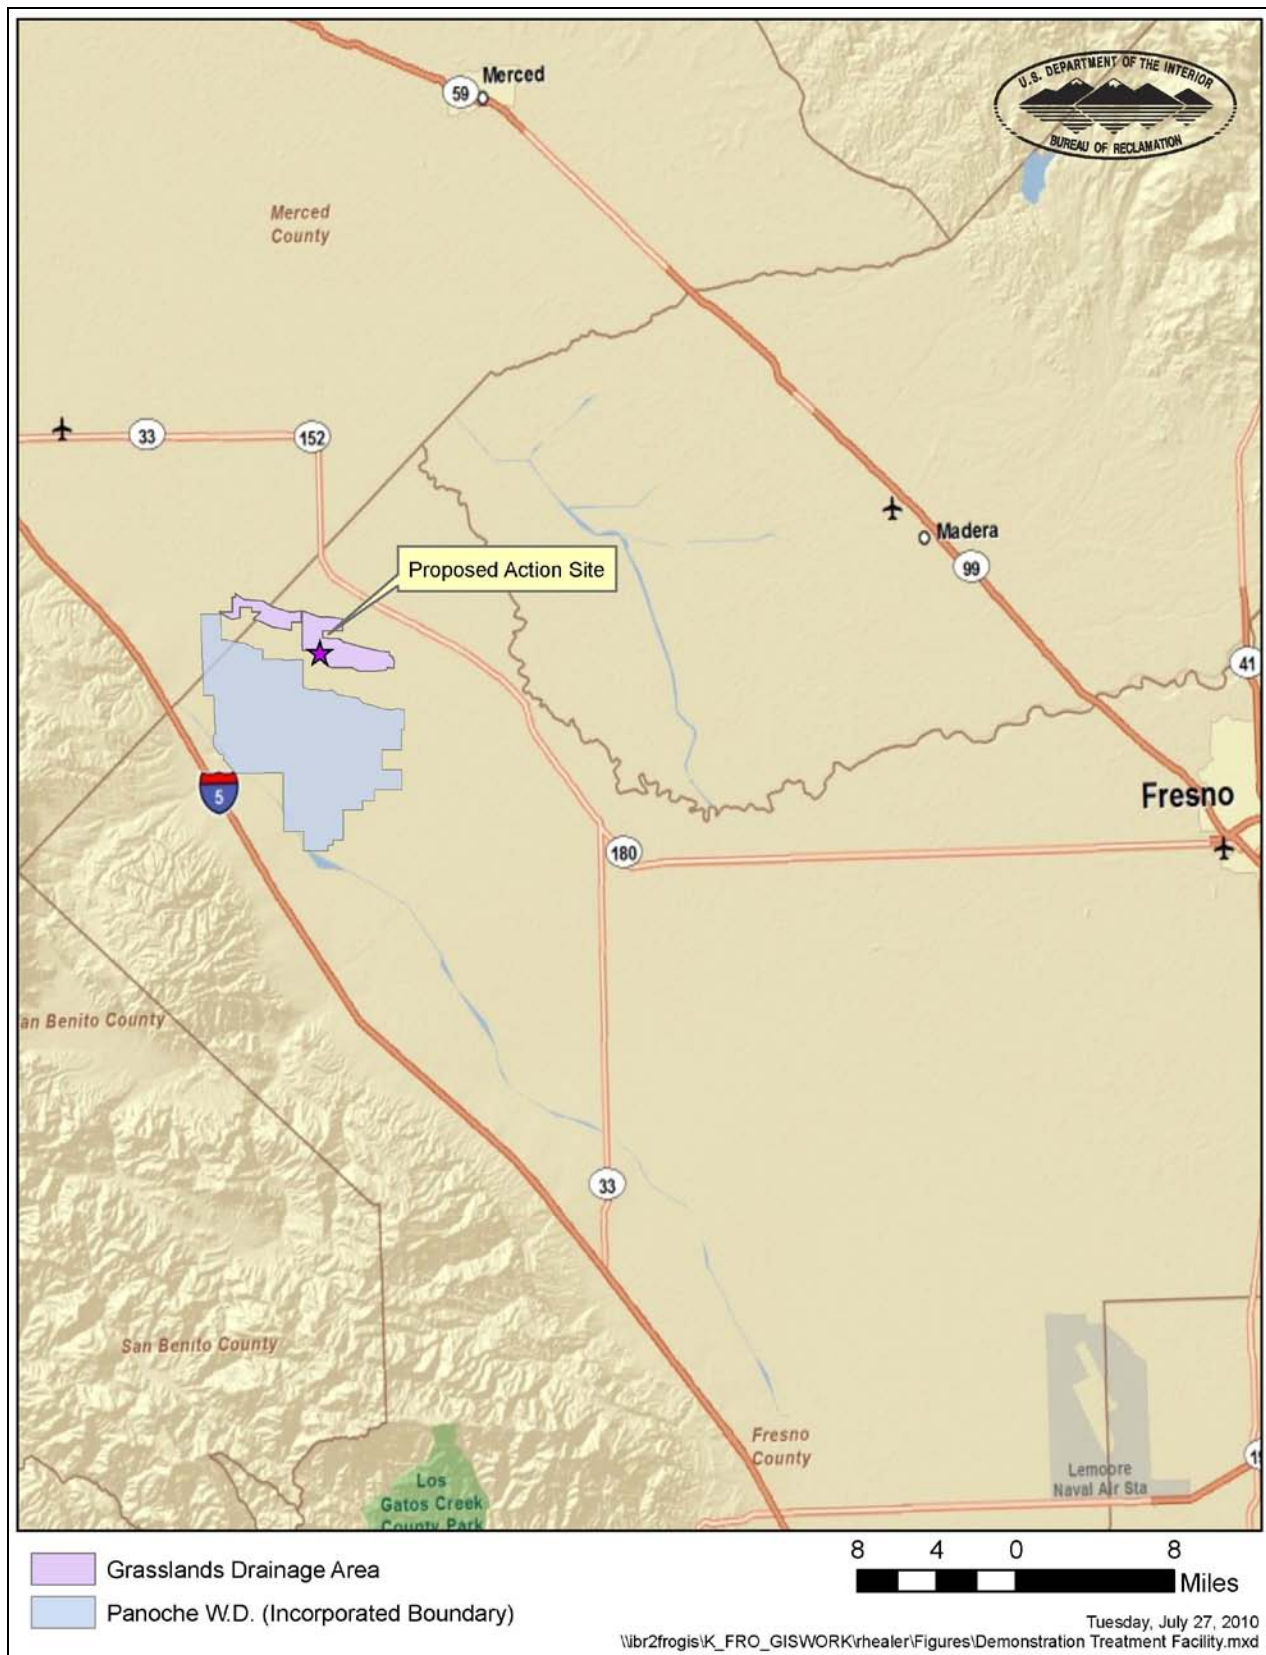 Merced
59
U.S. DEPARTMENT OF THE INTERIOR
BUREAU OF RECLAMATION
Merced
County
33
152
Madera
99
Proposed Action Site
41
5
Fresno
180
an Benito County
33
San Benito County
Fresno
County
Los
Gatos Creek
County Park
Lemoore
Naval Air Sta
19
Grasslands Drainage Area
Panoche W.D. (Incorporated Boundary)
8 4 0 8
Miles
Tuesday, July 27, 2010
\\ibr2frogis\K_FRO_GISWORK\rhealer\Figures\Demonstration Treatment Facility.mxd